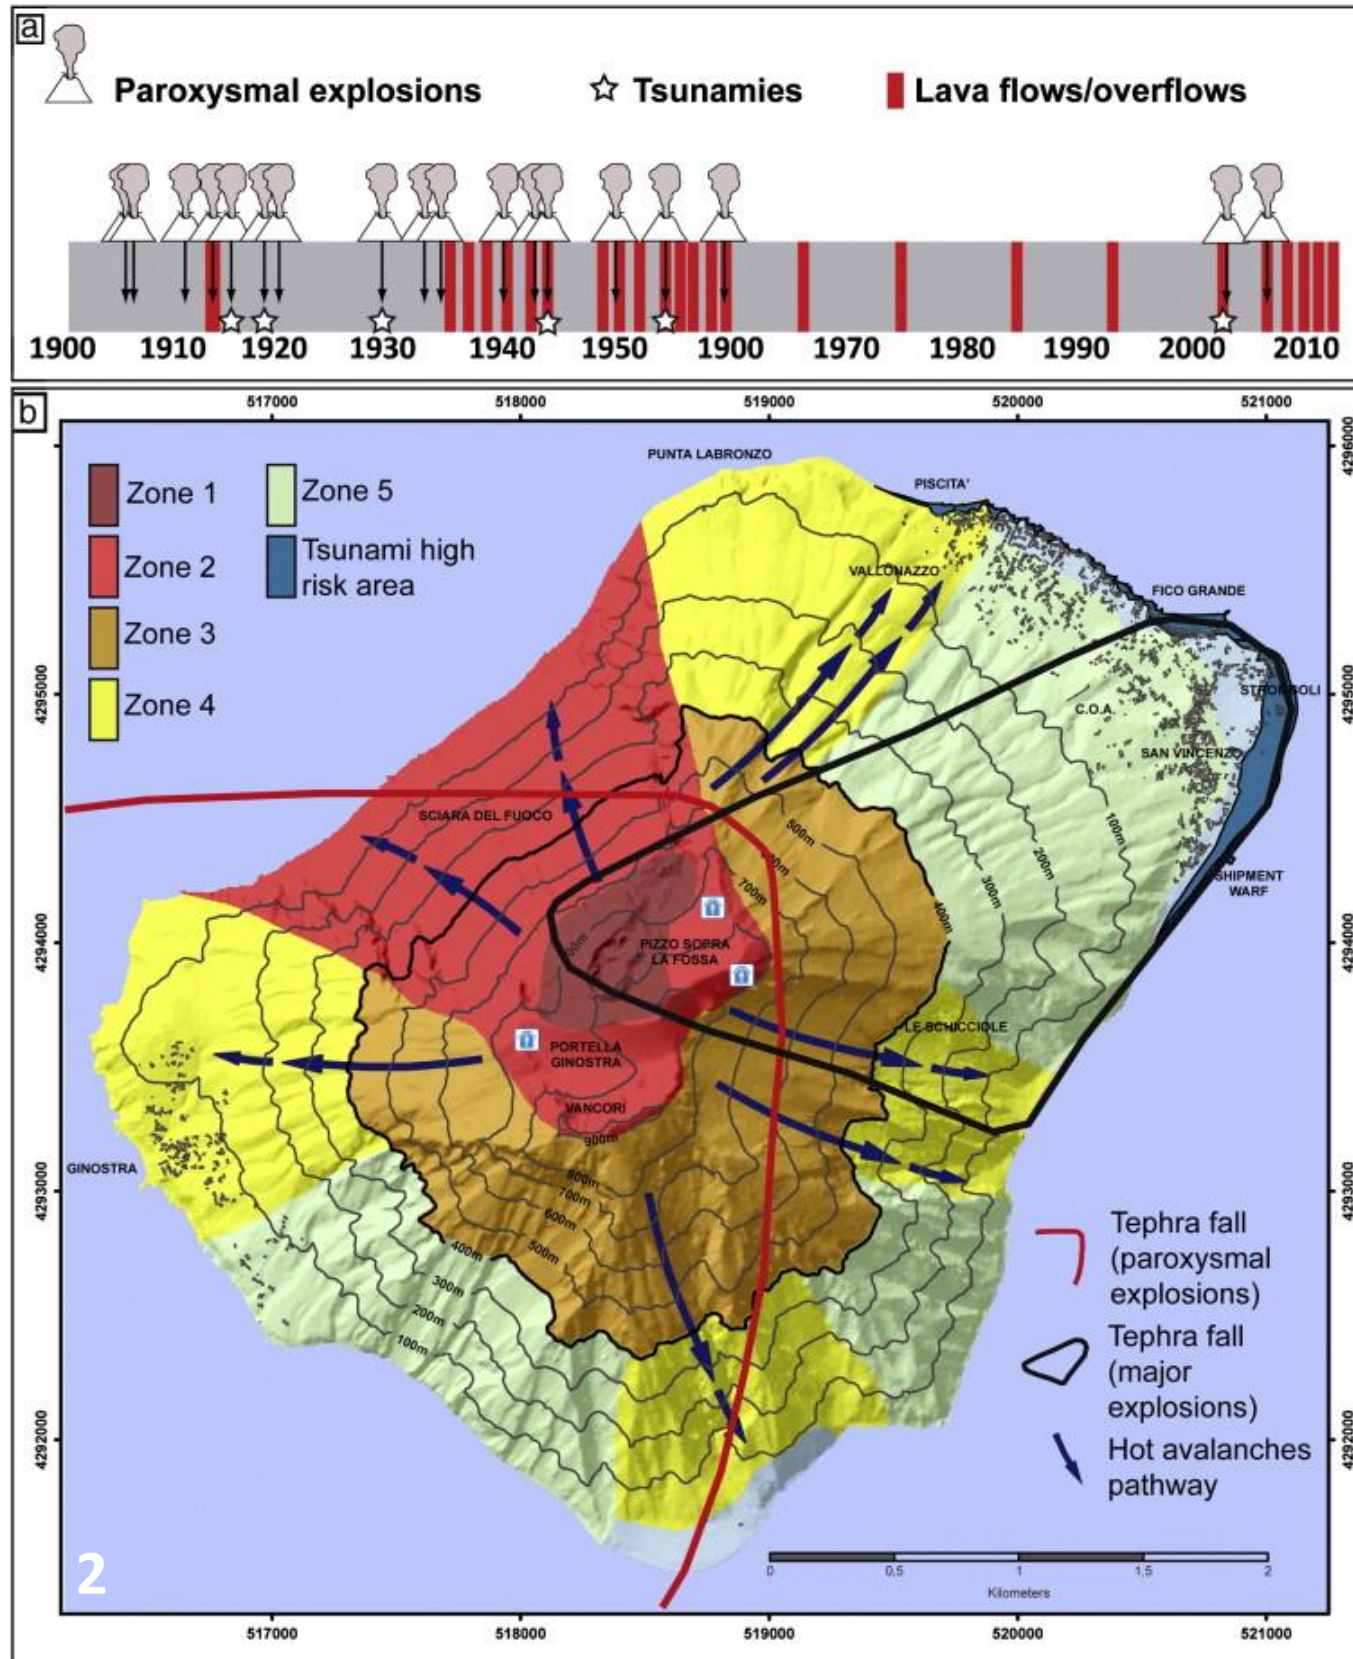 a
Paroxysmal explosions
Tsunamies
Lava flows/overflows
1900 1910 1920 1930 1940 1950 1900 1970 1980 1990 2000 2010
b
517000 518000 519000 520000 521000
4296000
4295000
4295000
4294000
4294000
4293000
4293000
4292000
4292000
Zone 1
Zone 2
Zone 3
Zone 4
Zone 5
Tsunami high
risk area
PUNTA LABRONZO
PISCITA'
VALLONAZZO
FICO GRANDE
STROMBOLI
C.O.A.
SAN VINCENZO
SCIARA DEL FUOCO
SHIPMENT
WARF
500m
700m
100m
200m
300m
400m
PIZZO SOPRA
LA FOSSA
LE SCHICCIOLE
PORTELLA
GINOSTRA
VANCORI
900m
GINOSTRA
800m
700m
600m
500m
400m
300m
200m
100m
Tephra fall
(paroxysmal
explosions)
Tephra fall
(major
explosions)
Hot avalanches
pathway
0 0,5 1 1,5 2
Kilometers
2
517000 518000 519000 520000 521000